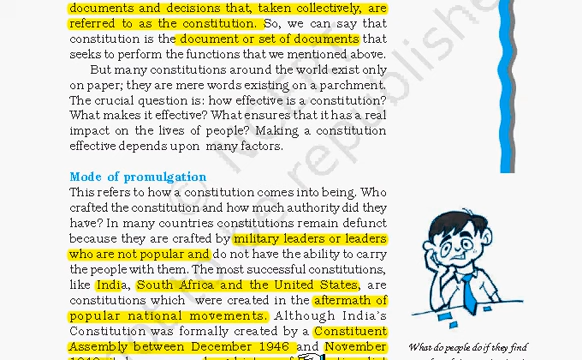 documents and decisions that, taken collectively, are
referred to as the constitution. So, we can say that
constitution is the document or set of documents that
seeks to perform the functions that we mentioned above.
But many constitutions around the world exist only
on paper; they are mere words existing on a parchment.
The crucial question is: how effective is a constitution?
What makes it effective? What ensures that it has a real
impact on the lives of people? Making a constitution
effective depends upon many factors.
Mode of promulgation
This refers to how a constitution comes into being. Who
crafted the constitution and how much authority did they
have? In many countries constitutions remain defunct
because they are crafted by military leaders or leaders
who are not popular and do not have the ability to carry
the people with them. The most successful constitutions,
like India, South Africa and the United States, are
constitutions which were created in the aftermath of
popular national movements. Although India's
Constitution was formally created by a Constituent
Assembly between December 1946 and November
What do people do if they find